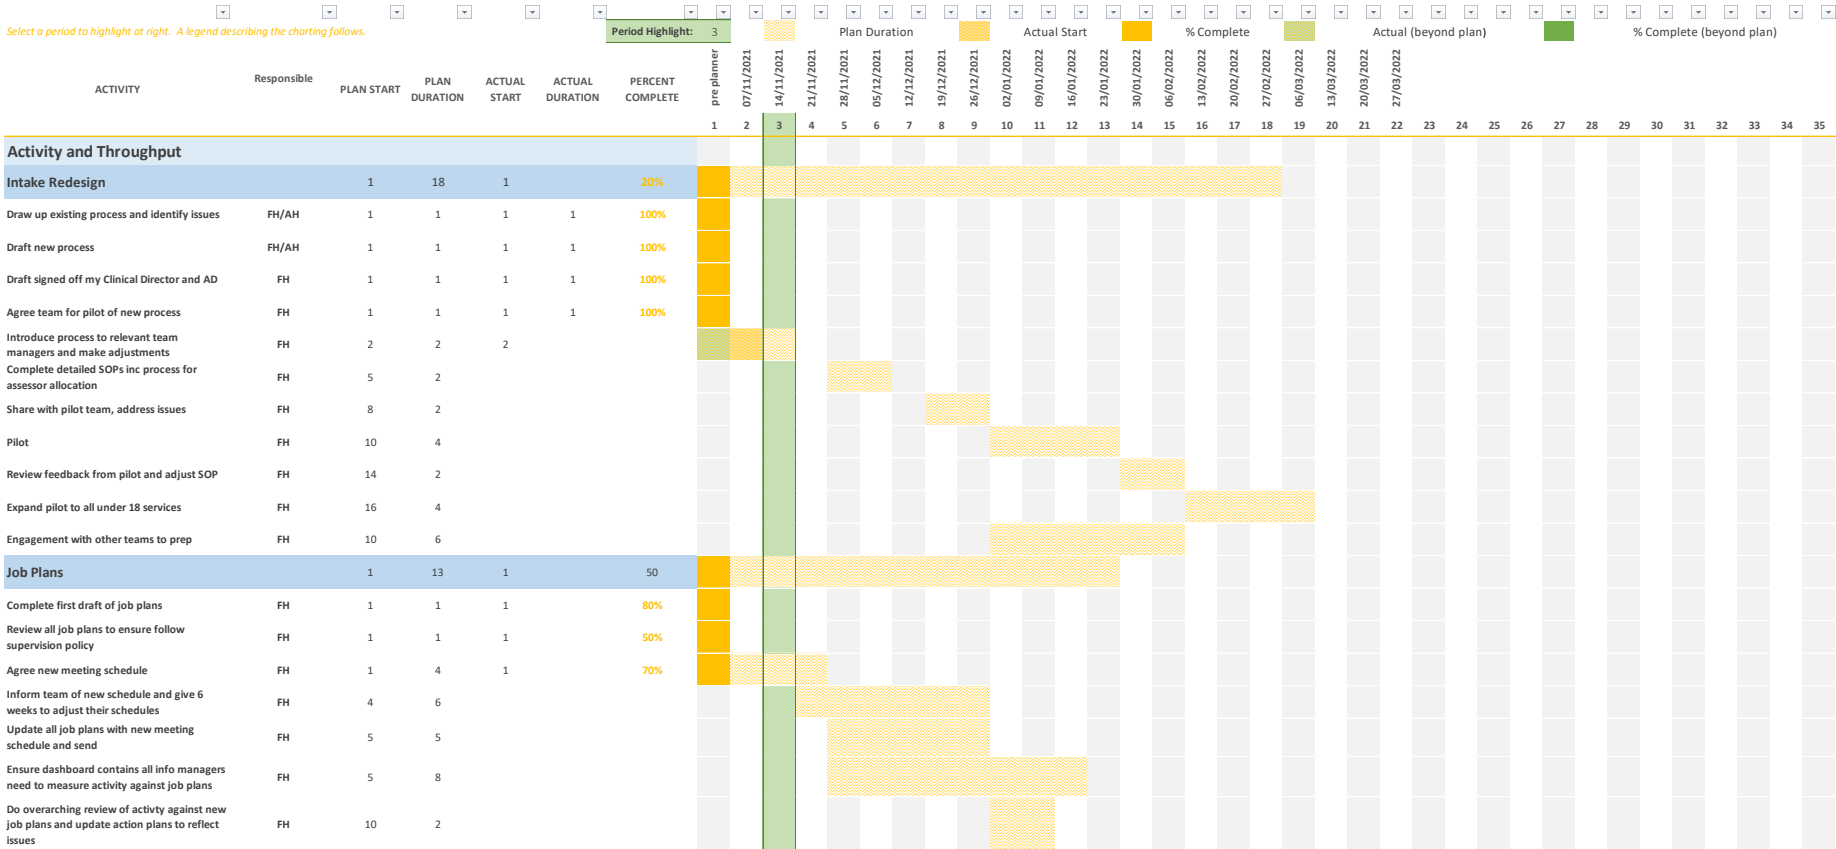 Select a period to highlight at right. A legend describing the charting follows.
Period Highlight: 3
Plan Duration
Actual Start
% Complete
Actual (beyond plan)
% Complete (beyond plan)
ACTIVITY
Responsible
PLAN START
PLAN
DURATION
ACTUAL
START
ACTUAL
DURATION
PERCENT
COMPLETE
pre planner
07/11/2021
14/11/2021
21/11/2021
28/11/2021
05/12/2021
12/12/2021
19/12/2021
26/12/2021
02/01/2022
09/01/2022
16/01/2022
23/01/2022
30/01/2022
06/02/2022
13/02/2022
20/02/2022
27/02/2022
06/03/2022
13/03/2022
20/03/2022
27/03/2022
1 2 3 4 5 6 7 8 9 10 11 12 13 14 15 16 17 18 19 20 21 22 23 24 25 26 27 28 29 30 31 32 33 34 35
Activity and Throughput
Intake Redesign 1 18 1 20%
Draw up existing process and identify issues FH/AH 1 1 1 1 100%
Draft new process FH/AH 1 1 1 1 100%
Draft signed off my Clinical Director and AD FH 1 1 1 1 100%
Agree team for pilot of new process FH 1 1 1 1 100%
Introduce process to relevant team
managers and make adjustments FH 2 2 2
Complete detailed SOPs inc process for
assessor allocation FH 5 2
Share with pilot team, address issues FH 8 2
Pilot FH 10 4
Review feedback from pilot and adjust SOP FH 14 2
Expand pilot to all under 18 services FH 16 4
Engagement with other teams to prep FH 10 6
Job Plans 1 13 1 50
Complete first draft of job plans FH 1 1 1 80%
Review all job plans to ensure follow
supervision policy FH 1 1 1 50%
Agree new meeting schedule FH 1 4 1 70%
Inform team of new schedule and give 6
weeks to adjust their schedules FH 4 6
Update all job plans with new meeting
schedule and send FH 5 5
Ensure dashboard contains all info managers
need to measure activity against job plans FH 5 8
Do overarching review of activty against new
job plans and update action plans to reflect FH 10 2
issues